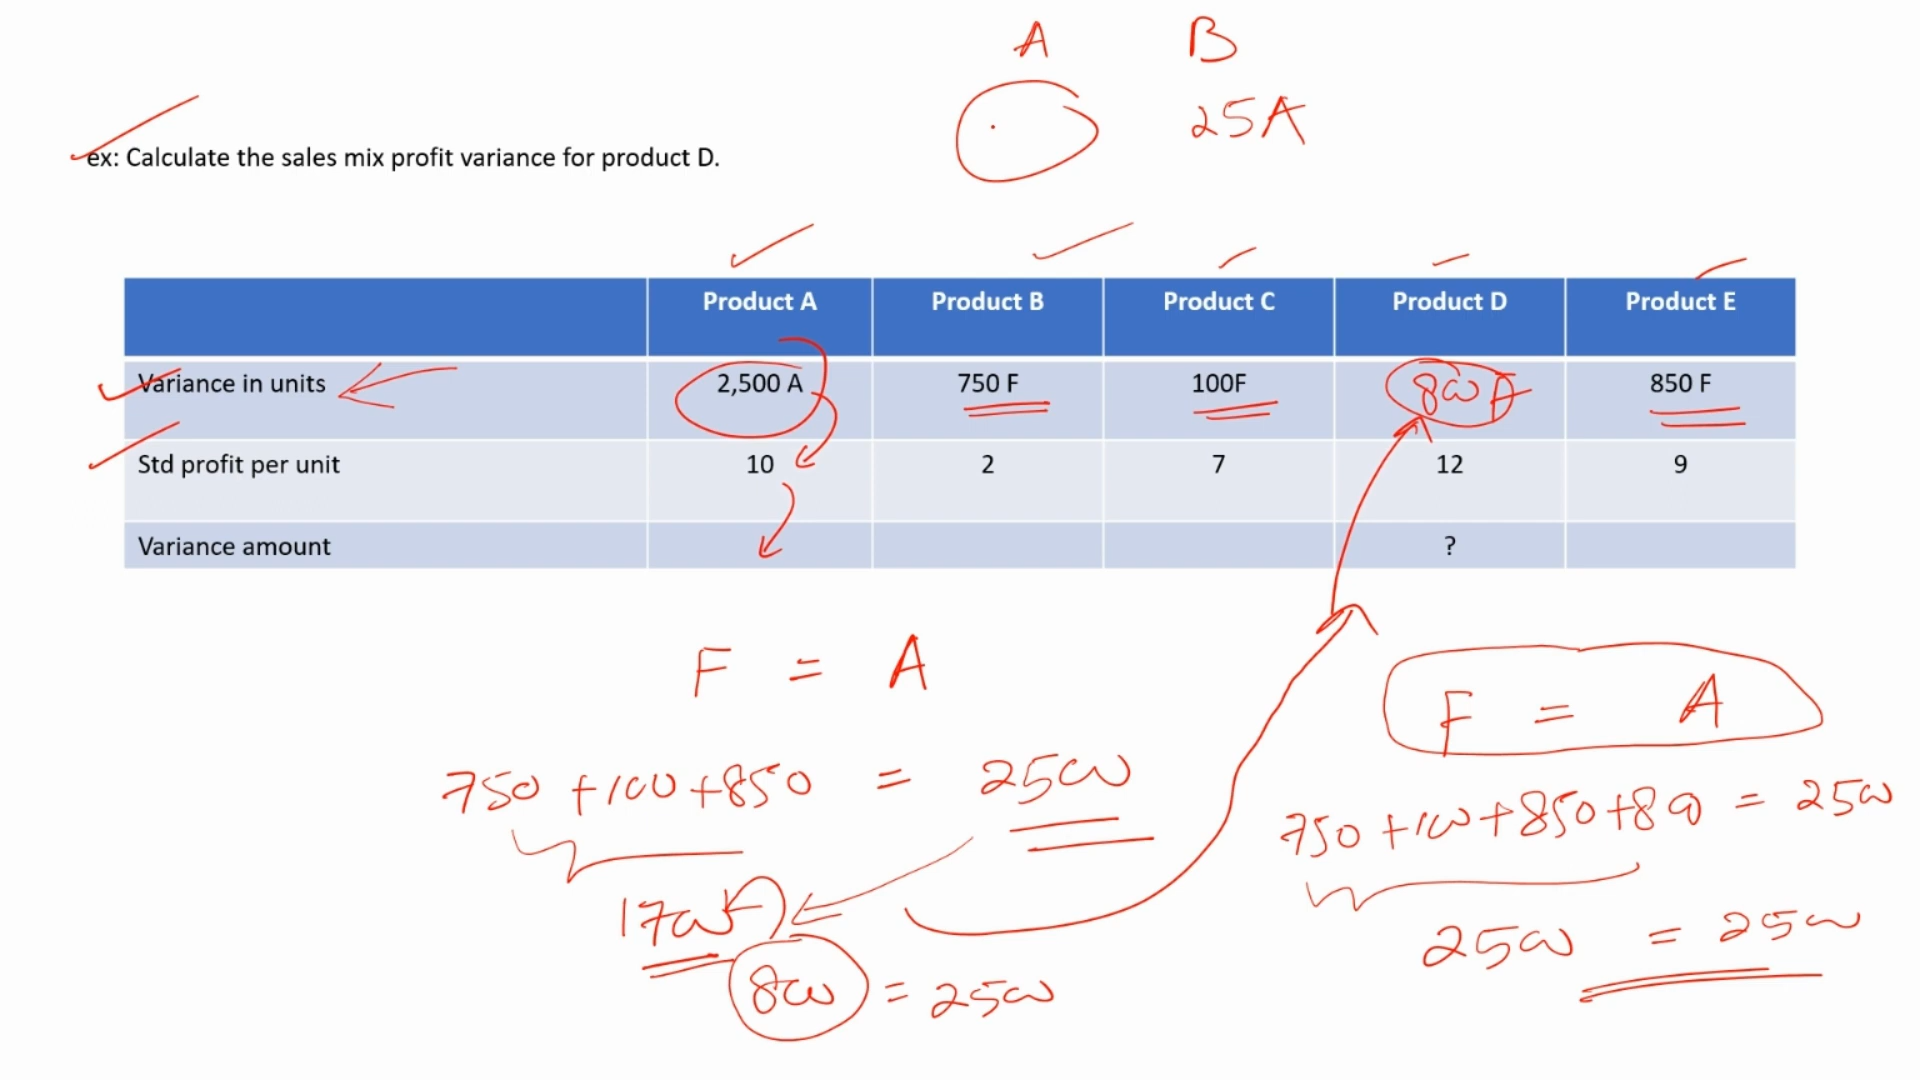 A B
25A
ex: Calculate the sales mix profit variance for product D.
Product A Product B Product C Product D Product E
Variance in units 2,500 A 750 F 100F 800 F 850 F
Std profit per unit 10 2 7 12 9
Variance amount ?
F = A
750 +100 +850 = 2500
1700
800 = 2500
F = A
750 +100 +850 +800 = 2500
2500 = 2500